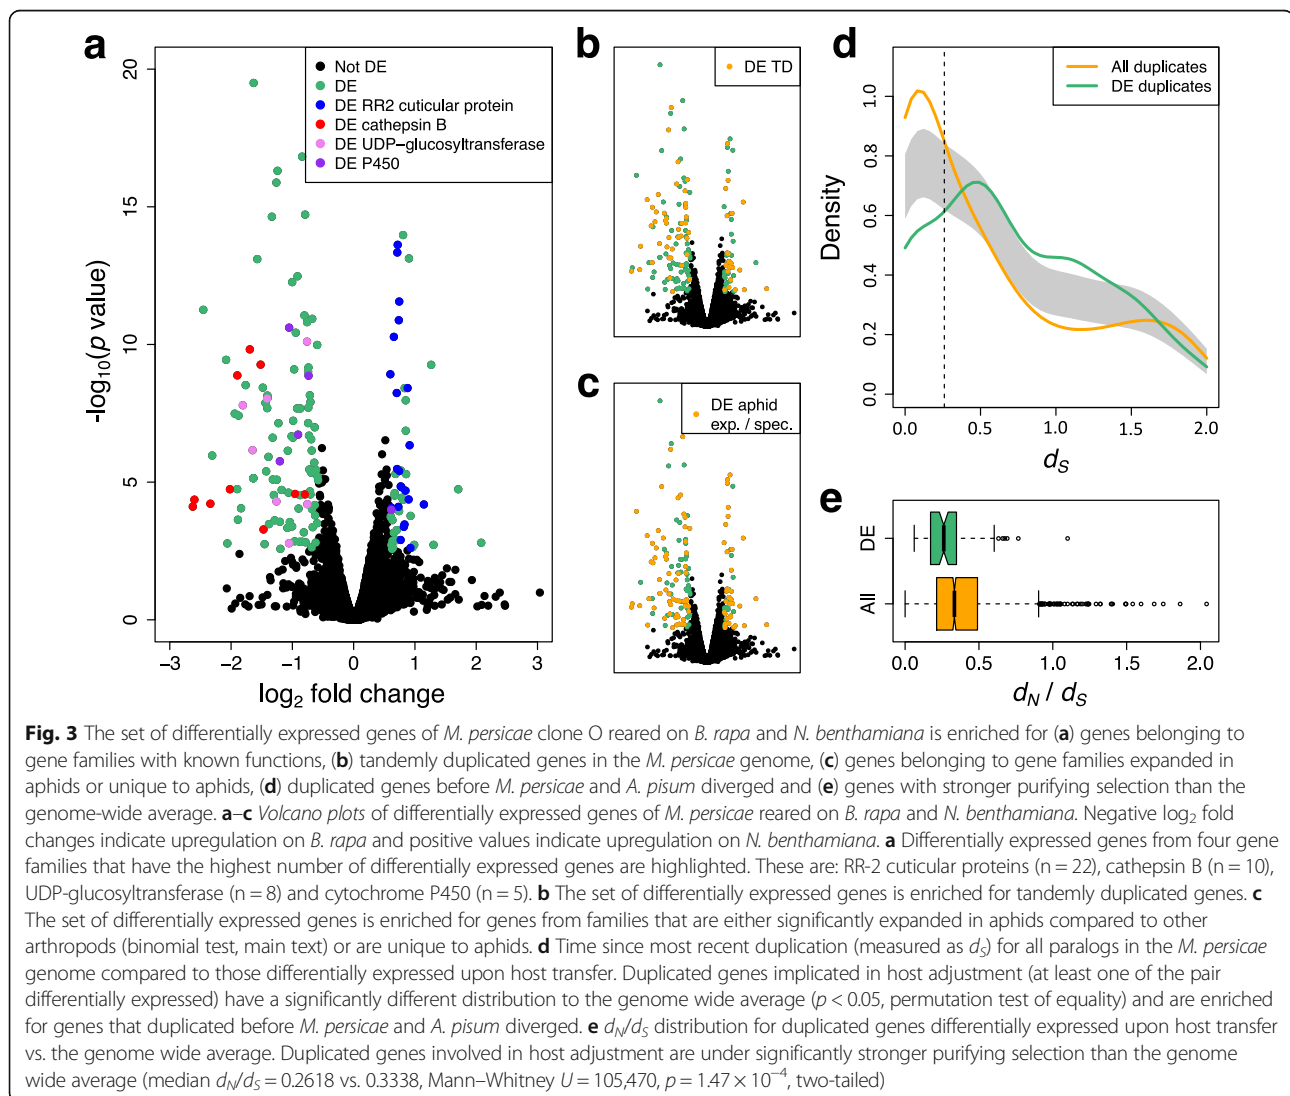 a
Not DE
DE
DE RR2 cuticular protein
DE cathepsin B
DE UDP−glucosyltransferase
DE P450
20
15
10
5
0
-log10(p value)
−3 −2 −1 0 1 2 3
log2 fold change
b
DE TD
c
DE aphid
exp. / spec.
d
All duplicates
DE duplicates
1.0
0.8
0.6
0.4
0.2
0.0
Density
0.0 0.5 1.0 1.5 2.0
dS
e
DE
All
0.0 0.5 1.0 1.5 2.0
dN / dS
Fig. 3 The set of differentially expressed genes of M. persicae clone O reared on B. rapa and N. benthamiana is enriched for (a) genes belonging to
gene families with known functions, (b) tandemly duplicated genes in the M. persicae genome, (c) genes belonging to gene families expanded in
aphids or unique to aphids, (d) duplicated genes before M. persicae and A. pisum diverged and (e) genes with stronger purifying selection than the
genome-wide average. a–c Volcano plots of differentially expressed genes of M. persicae reared on B. rapa and N. benthamiana. Negative log2 fold
changes indicate upregulation on B. rapa and positive values indicate upregulation on N. benthamiana. a Differentially expressed genes from four gene
families that have the highest number of differentially expressed genes are highlighted. These are: RR-2 cuticular proteins (n = 22), cathepsin B (n = 10),
UDP-glucosyltransferase (n = 8) and cytochrome P450 (n = 5). b The set of differentially expressed genes is enriched for tandemly duplicated genes. c
The set of differentially expressed genes is enriched for genes from families that are either significantly expanded in aphids compared to other
arthropods (binomial test, main text) or are unique to aphids. d Time since most recent duplication (measured as dS) for all paralogs in the M. persicae
genome compared to those differentially expressed upon host transfer. Duplicated genes implicated in host adjustment (at least one of the pair
differentially expressed) have a significantly different distribution to the genome wide average (p < 0.05, permutation test of equality) and are enriched
for genes that duplicated before M. persicae and A. pisum diverged. e dN/dS distribution for duplicated genes differentially expressed upon host transfer
vs. the genome wide average. Duplicated genes involved in host adjustment are under significantly stronger purifying selection than the genome
wide average (median dN/dS = 0.2618 vs. 0.3338, Mann–Whitney U = 105,470, p = 1.47 × 10−4, two-tailed)